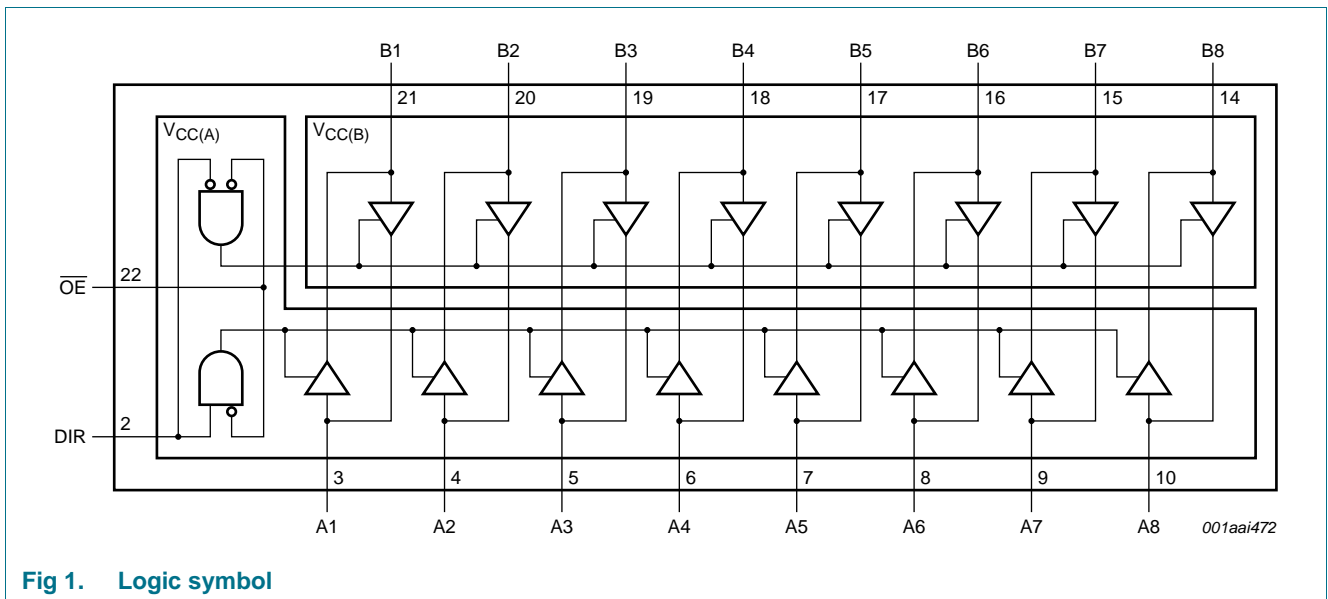 B1 B2 B3 B4 B5 B6 B7 B8
21 20 19 18 17 16 15 14
VCC(A) VCC(B)
OE 22
DIR 2
3 4 5 6 7 8 9 10
A1 A2 A3 A4 A5 A6 A7 A8 001aai472
Fig 1. Logic symbol